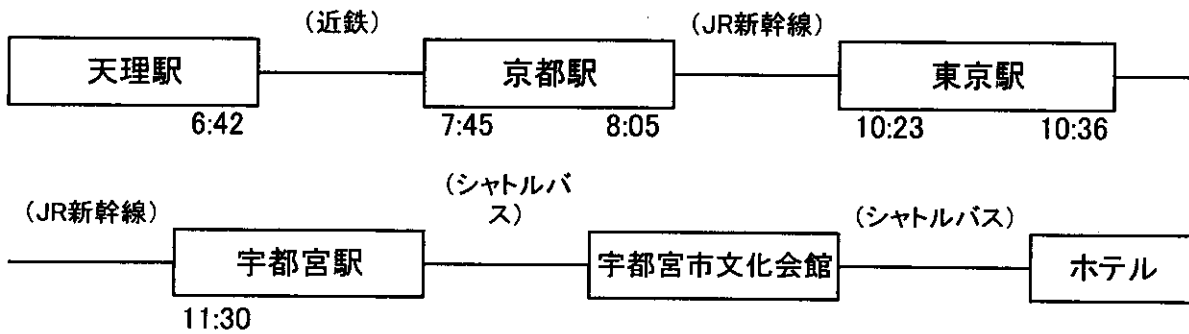 (近鉄)
(JR新幹線)
天理駅
京都駅
東京駅
6:42
7:45
8:05
10:23
10:36
(JR新幹線)
(シャトルバ
ス)
(シャトルバス)
宇都宮駅
宇都宮市文化会館
ホテル
11:30